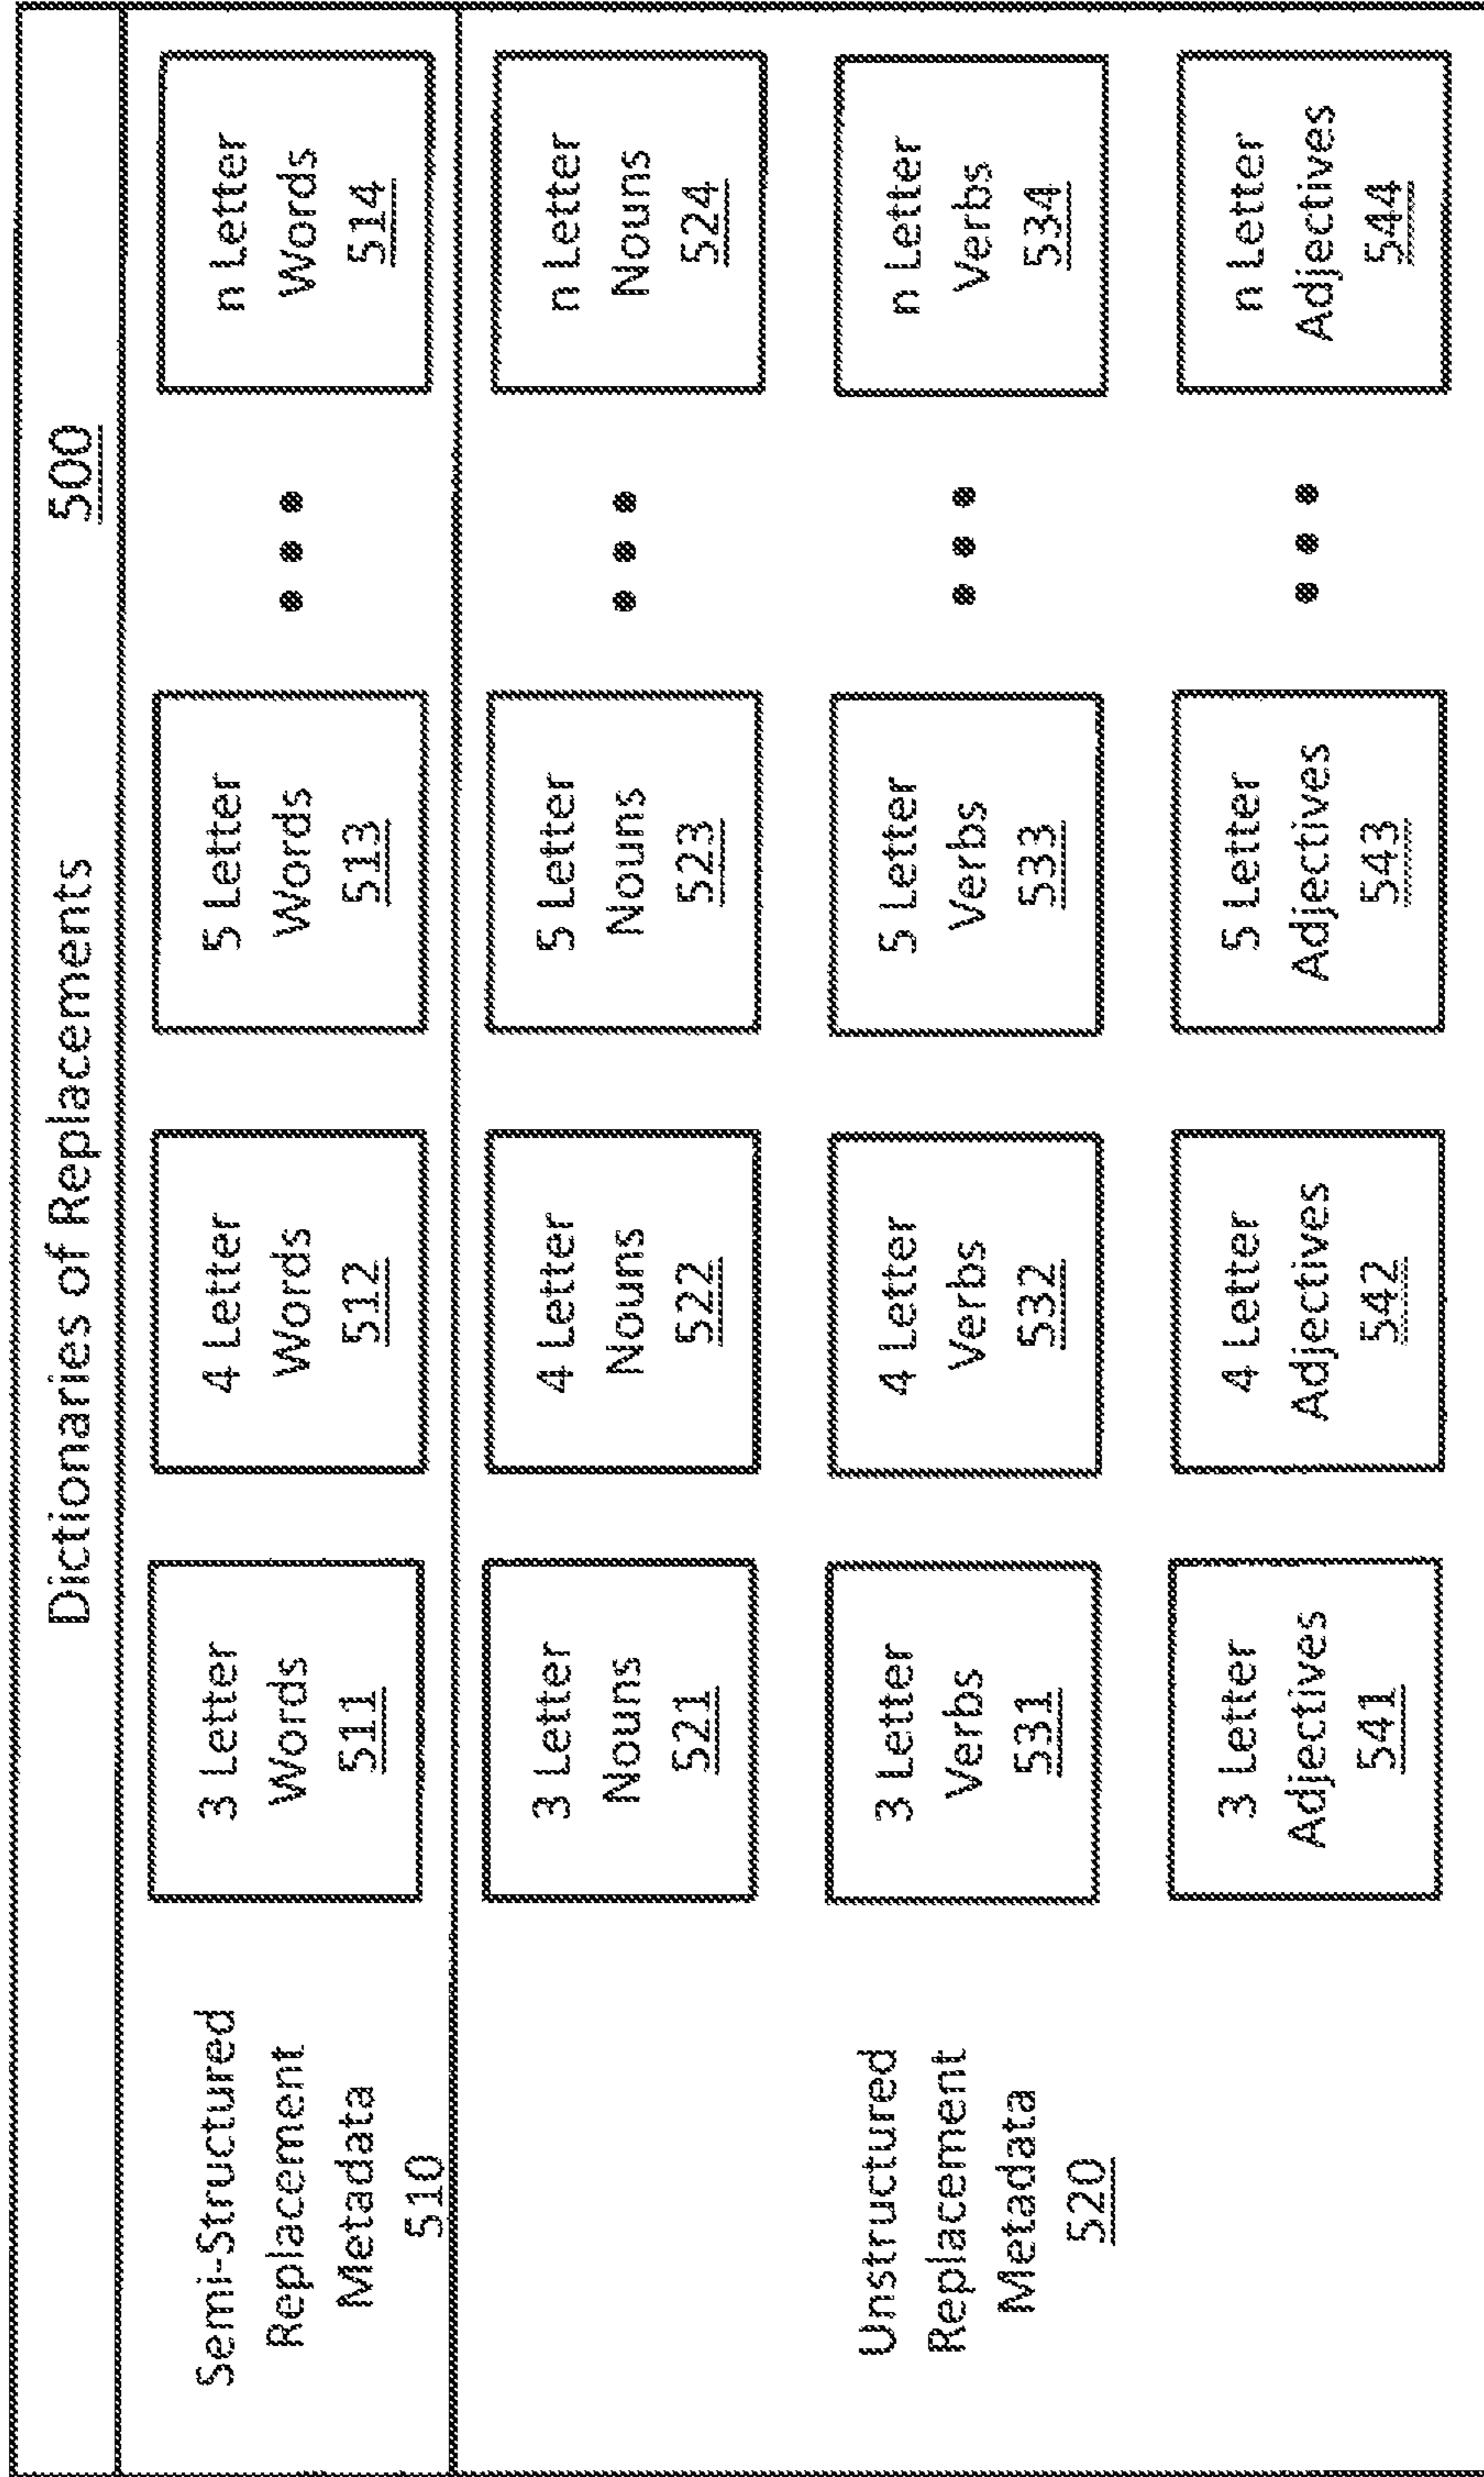 Dictionaries of Replacements 500
Semi-Structured
Replacement
Metadata
510
3 Letter
Words
511
4 Letter
Words
512
5 Letter
Words
513
n Letter
Words
514
Unstructured
Replacement
Metadata
520
3 Letter
Nouns
521
4 Letter
Nouns
522
5 Letter
Nouns
523
n Letter
Nouns
524
3 Letter
Verbs
531
4 Letter
Verbs
532
5 Letter
Verbs
533
n Letter
Verbs
534
3 Letter
Adjectives
541
4 Letter
Adjectives
542
5 Letter
Adjectives
543
n Letter
Adjectives
544